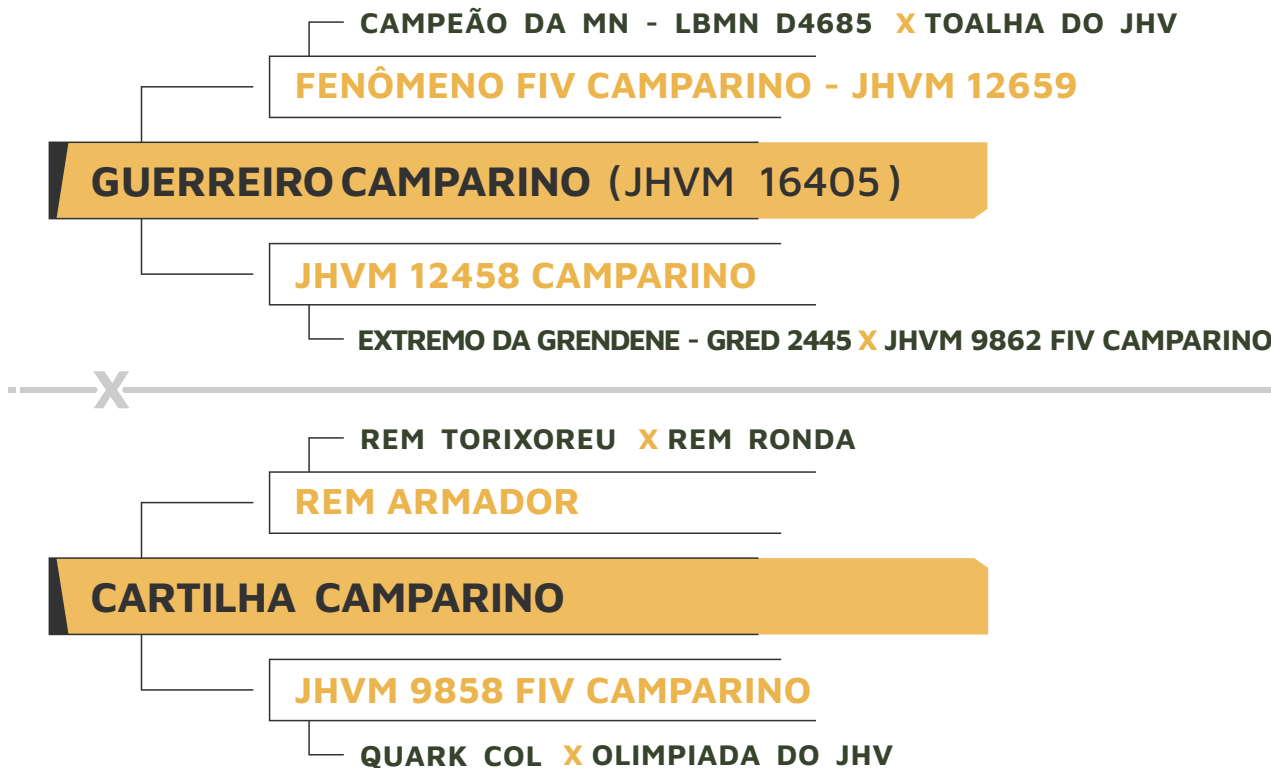 CAMPEÃO DA MN - LBMN D4685 X TOALHA DO JHV
FENÔMENO FIV CAMPARINO - JHVM 12659
GUERREIRO CAMPARINO (JHVM 16405)
JHVM 12458 CAMPARINO
EXTREMO DA GRENDENE - GRED 2445 X JHVM 9862 FIV CAMPARINO
X
REM TORIXOREU X REM RONDA
REM ARMADOR
CARTILHA CAMPARINO
JHVM 9858 FIV CAMPARINO
QUARK COL X OLIMPIADA DO JHV